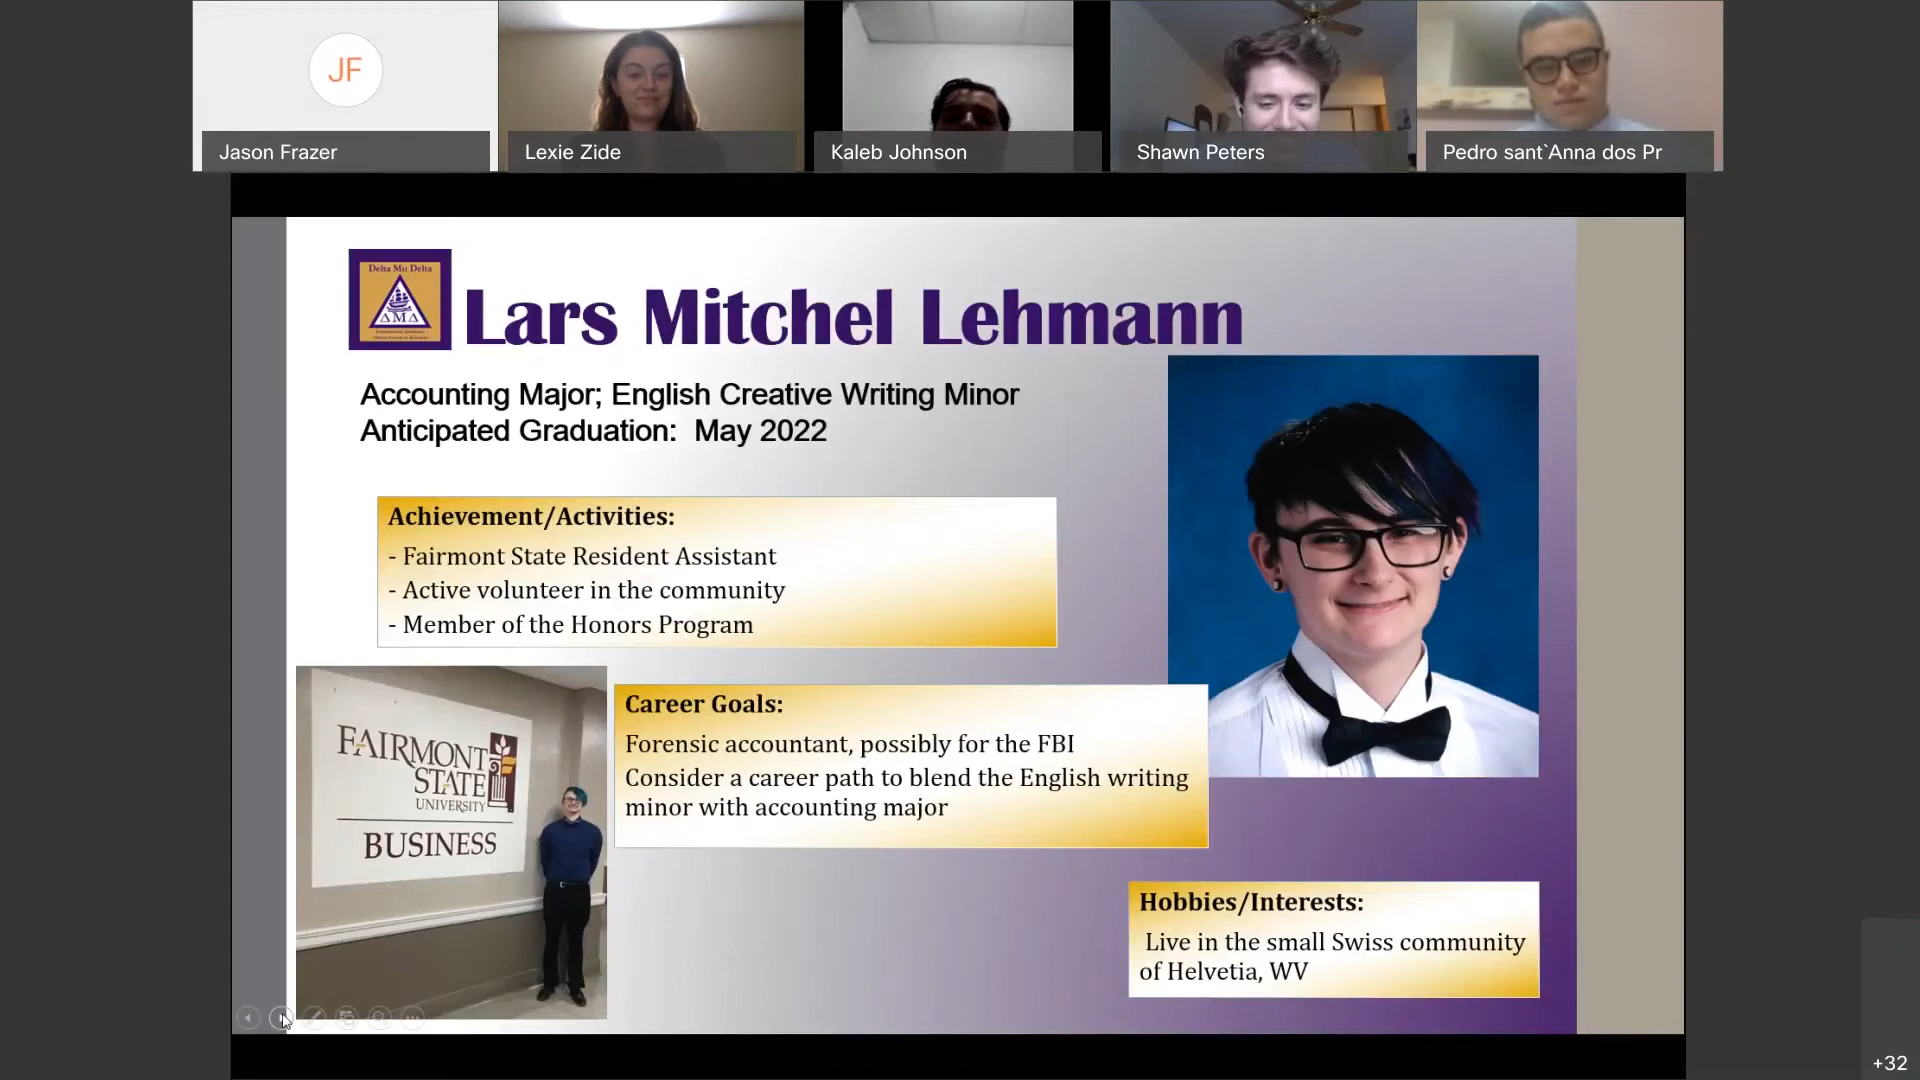 JF
Jason Frazer
Lexie Zide
Kaleb Johnson
Shawn Peters
Pedro sant`Anna dos Pr
Delta Mu Delta
ΔΜΔ
Lars Mitchel Lehmann
Accounting Major; English Creative Writing Minor
Anticipated Graduation: May 2022
Achievement/Activities:
- Fairmont State Resident Assistant
- Active volunteer in the community
- Member of the Honors Program
FAIRMONT
STATE
UNIVERSITY
BUSINESS
Career Goals:
Forensic accountant, possibly for the FBI
Consider a career path to blend the English writing
minor with accounting major
Hobbies/Interests:
Live in the small Swiss community
of Helvetia, WV
+32